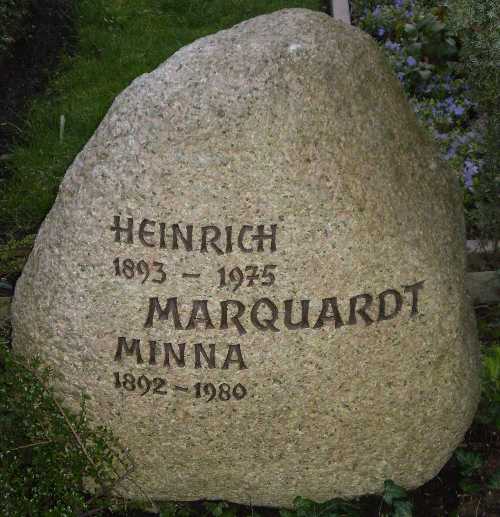 HEINRICH
1893 – 1975
MARQUARDT
MINNA
1892 – 1980